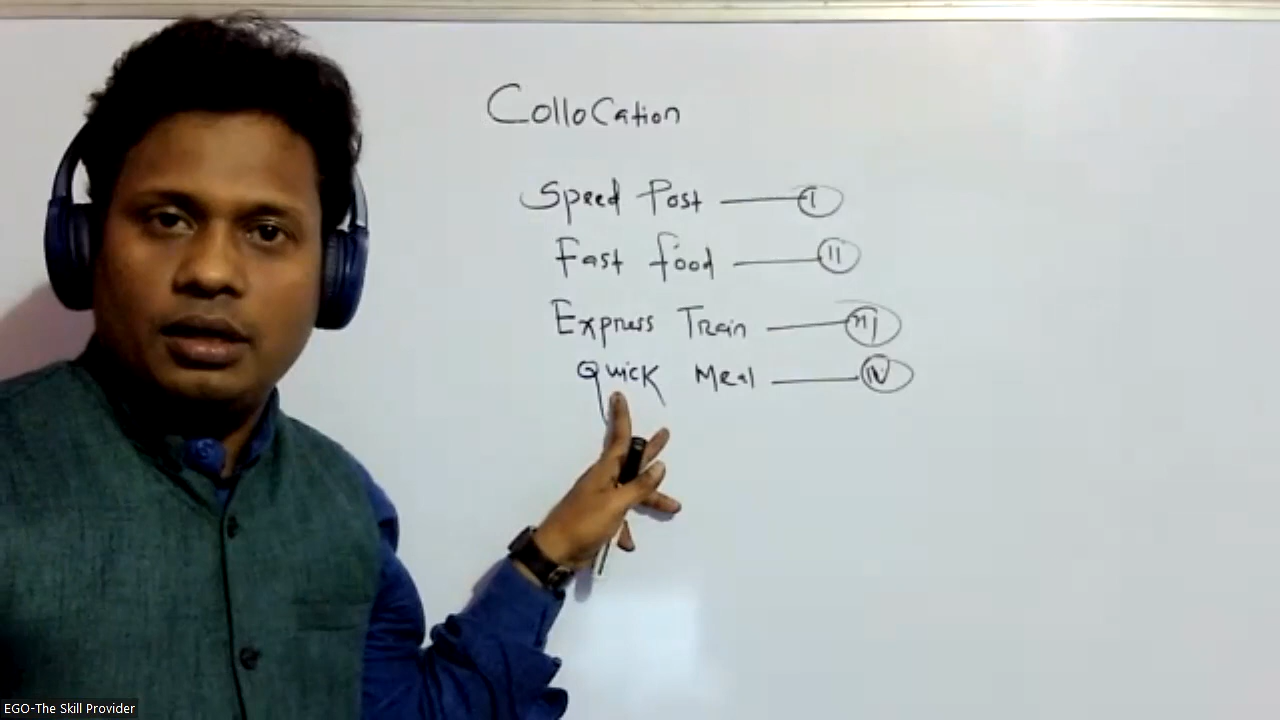 Collocation
Speed Post — I
Fast food — II
Express Train — III
Quick Meal — IV
EGO-The Skill Provider